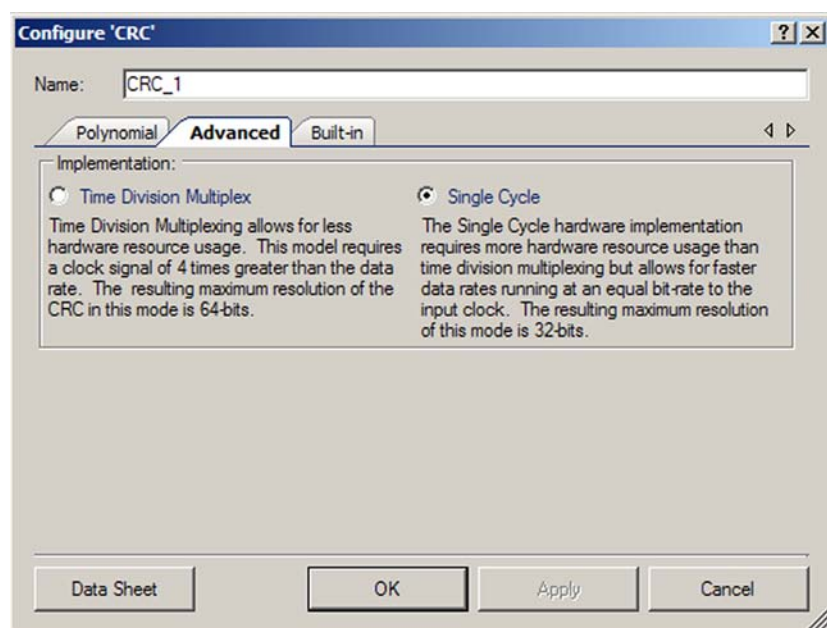 Configure 'CRC'
Name: CRC_1
Polynomial Advanced Built-in
Implementation:
Time Division Multiplex
Time Division Multiplexing allows for less
hardware resource usage. This model requires
a clock signal of 4 times greater than the data
rate. The resulting maximum resolution of the
CRC in this mode is 64-bits.
Single Cycle
The Single Cycle hardware implementation
requires more hardware resource usage than
time division multiplexing but allows for faster
data rates running at an equal bit-rate to the
input clock. The resulting maximum resolution
of this mode is 32-bits.
Data Sheet OK Apply Cancel